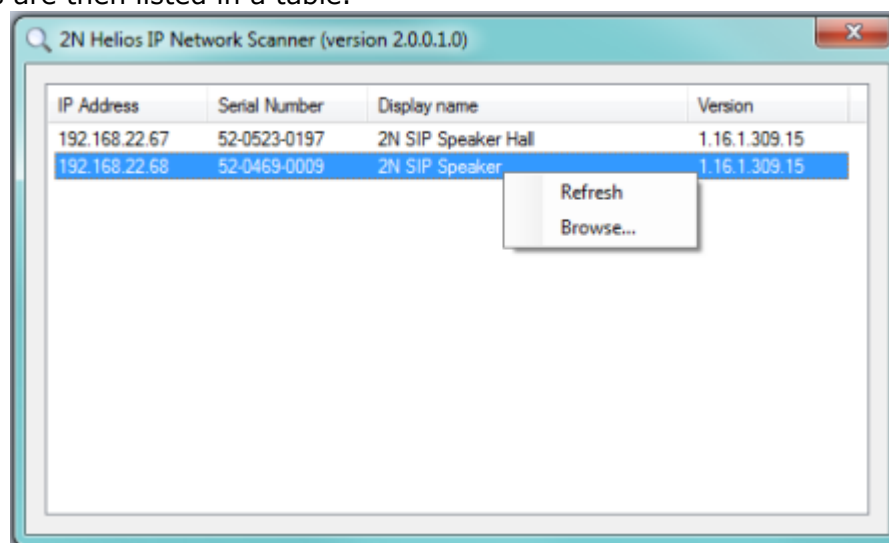 are then listed in a table.
2N Helios IP Network Scanner (version 2.0.0.1.0)
IP Address Serial Number Display name Version
192.168.22.67 52-0523-0197 2N SIP Speaker Hall 1.16.1.309.15
192.168.22.68 52-0469-0009 2N SIP Speaker 1.16.1.309.15
Refresh
Browse...